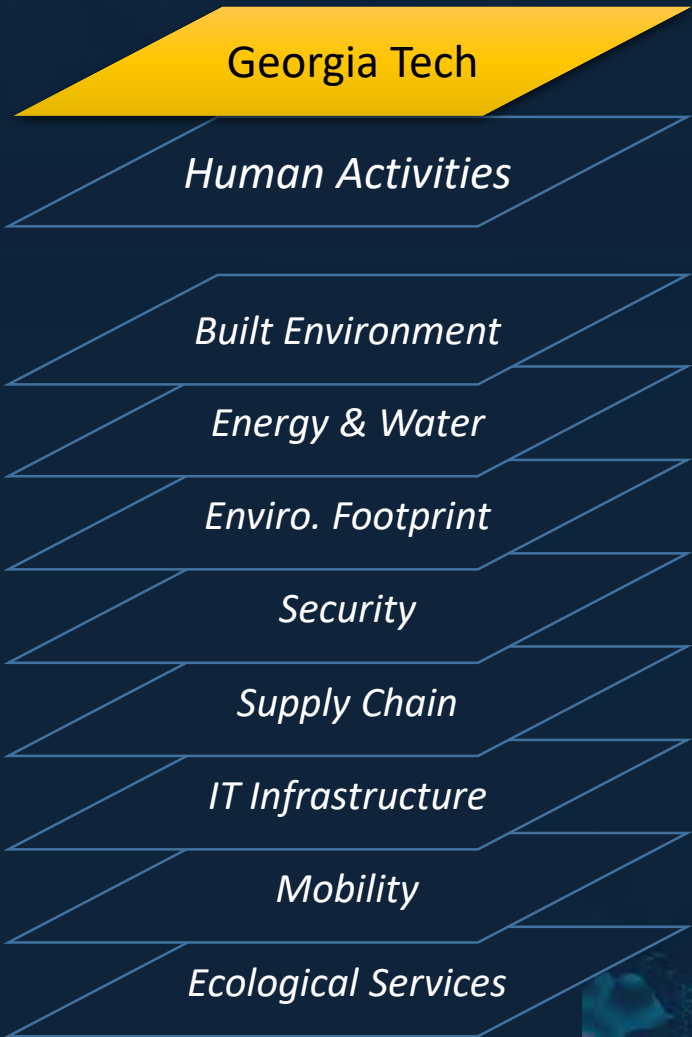 Georgia Tech
Human Activities
Built Environment
Energy & Water
Enviro. Footprint
Security
Supply Chain
IT Infrastructure
Mobility
Ecological Services